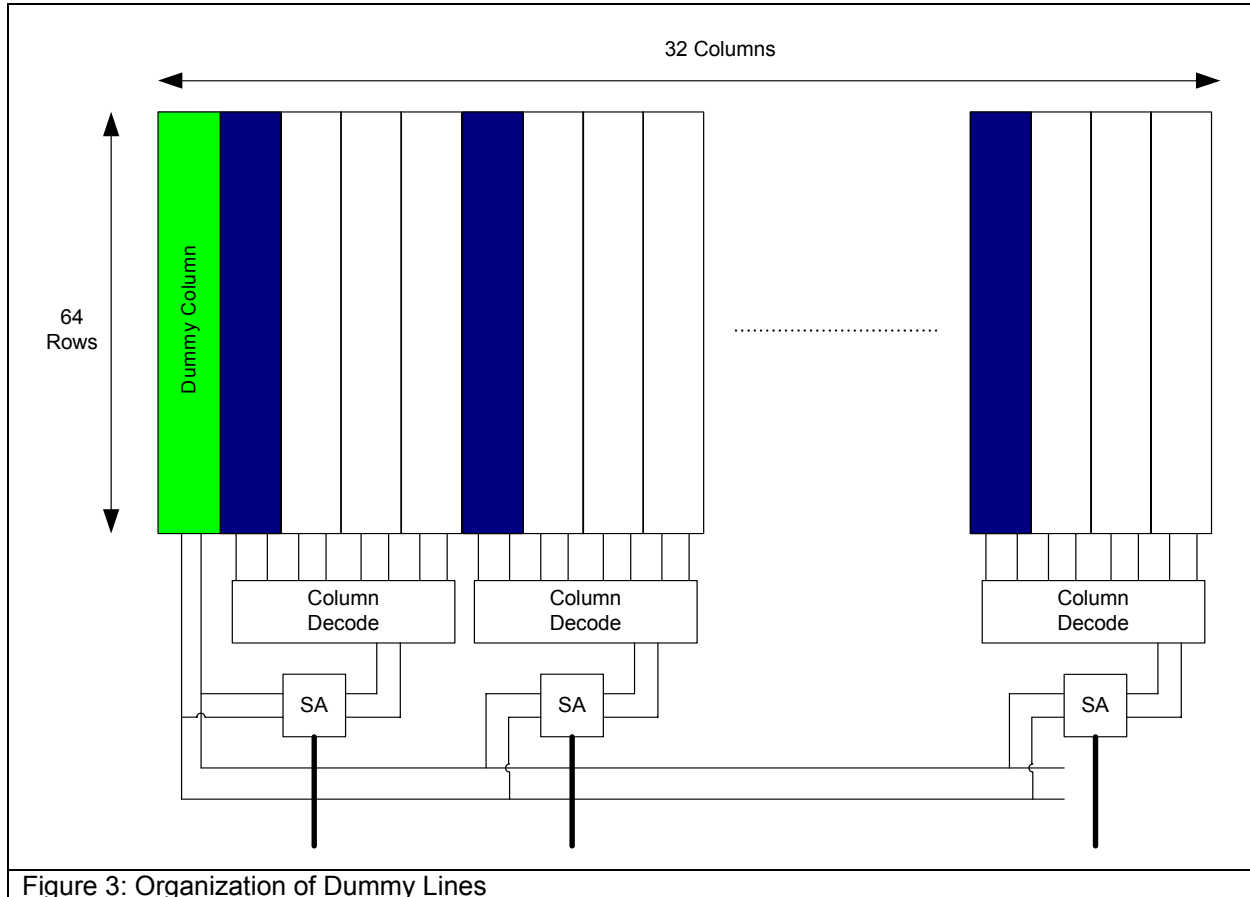 32 Columns
64
Rows
Dummy Column
Column
Decode
Column
Decode
Column
Decode
SA
SA
SA
Figure 3: Organization of Dummy Lines